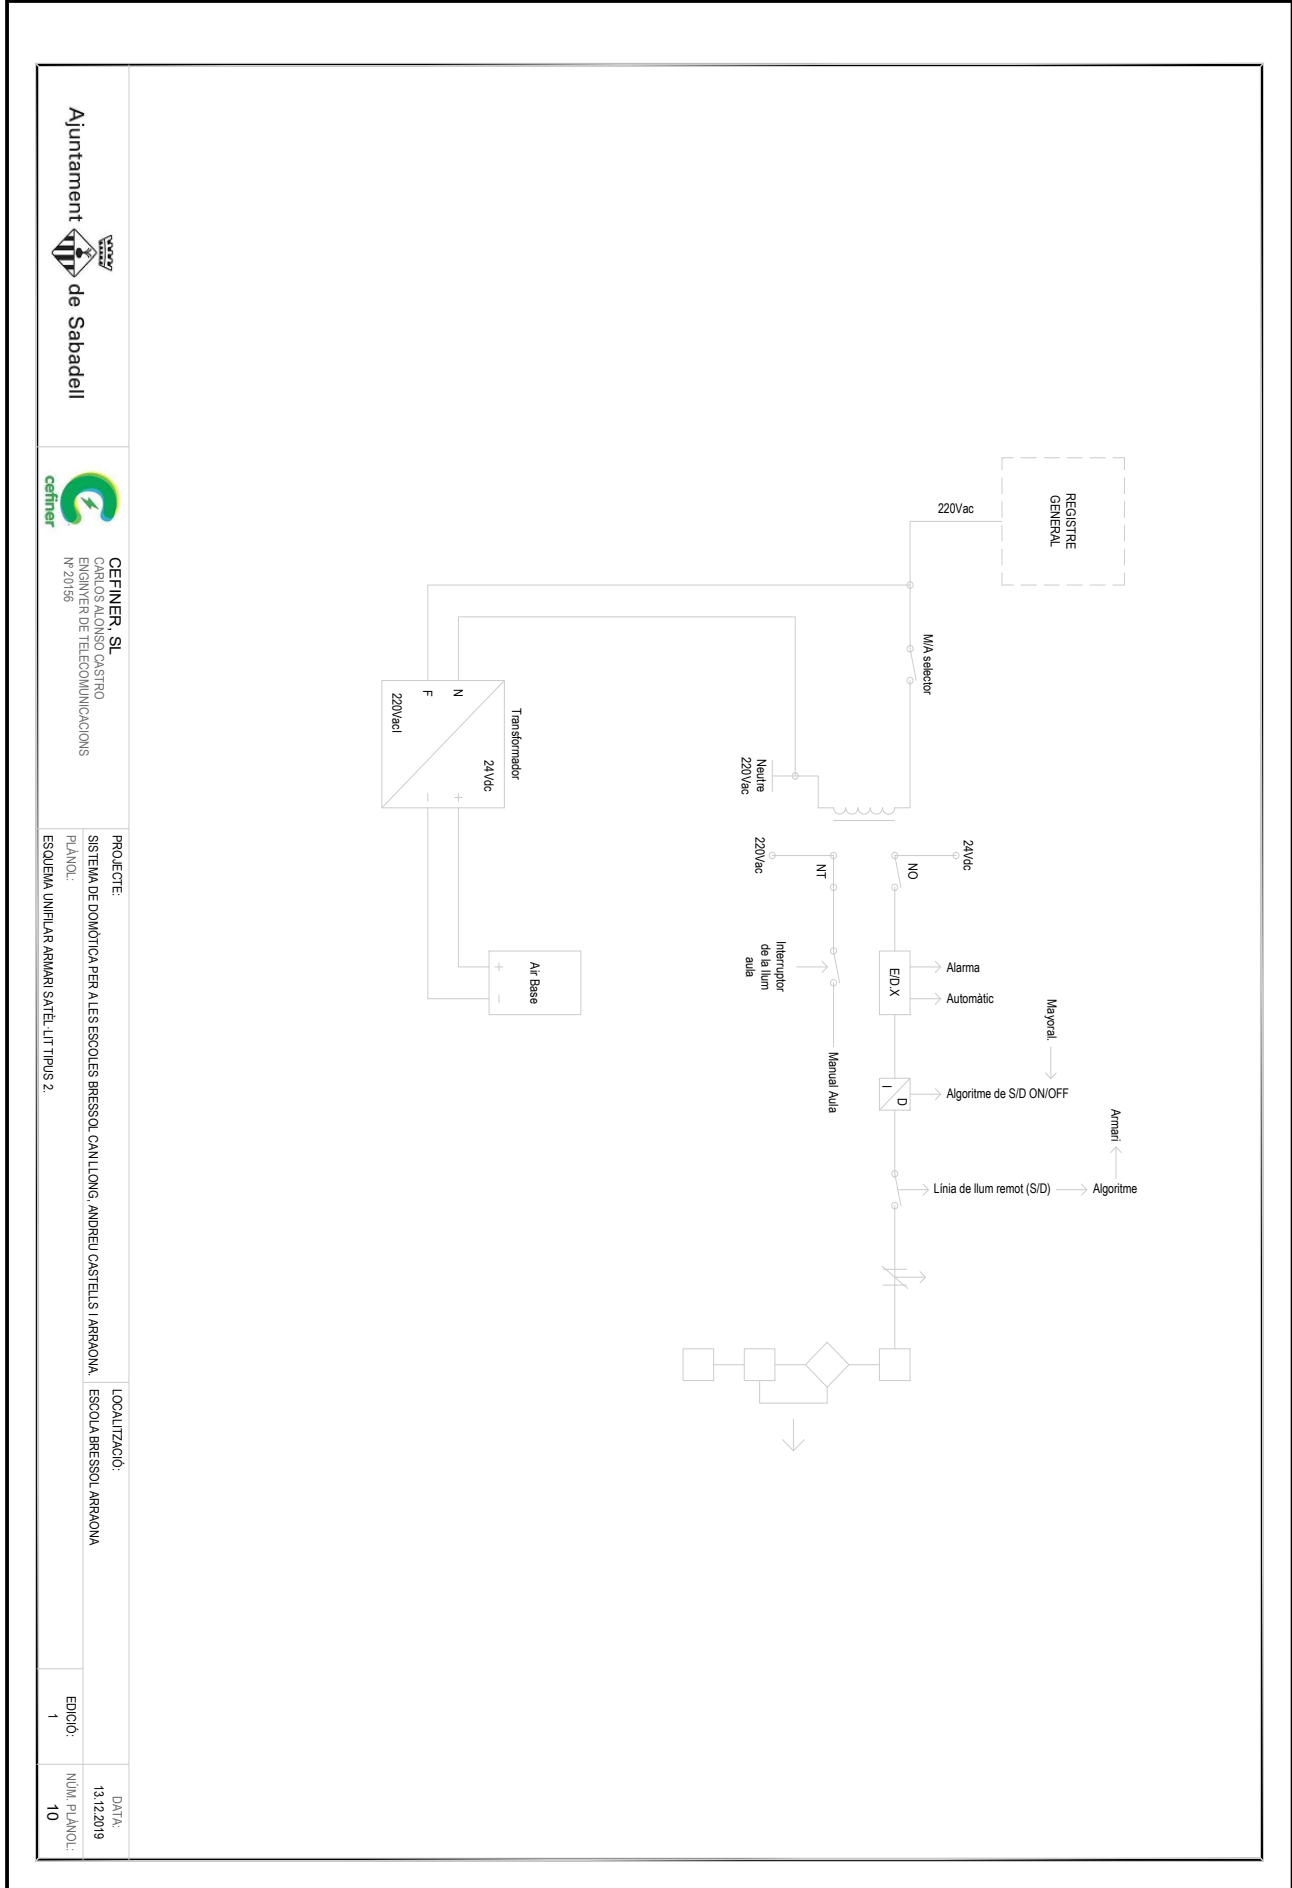 REGISTRE
GENERAL
220Vac
M/A selector
Neutre
220Vac
Transformador
N
F
220Vacl
24Vdc
+
−
Air Base
+
−
24Vdc
NO
220Vac
NT
Interruptor
de la llum
aula
Manual Aula
E/D.X
Alarma
Automàtic
Mayoral.
I
D
Algoritme de S/D ON/OFF
Armari
Línia de llum remot (S/D)
Algoritme
Ajuntament de Sabadell
cefiner
CEFINER, SL
CARLOS ALONSO CASTRO
ENGINYER DE TELECOMUNICACIONS
Nº 20156
PROJECTE:
SISTEMA DE DOMÒTICA PER A LES ESCOLES BRESSOL CAN LLONG, ANDREU CASTELLS I ARRAONA.
PLÀNOL:
ESQUEMA UNIFILAR ARMARI SATÈL·LIT TIPUS 2.
LOCALITZACIÓ:
ESCOLA BRESSOL ARRAONA
EDICIÓ:
1
DATA:
13.12.2019
NÚM. PLÀNOL:
10